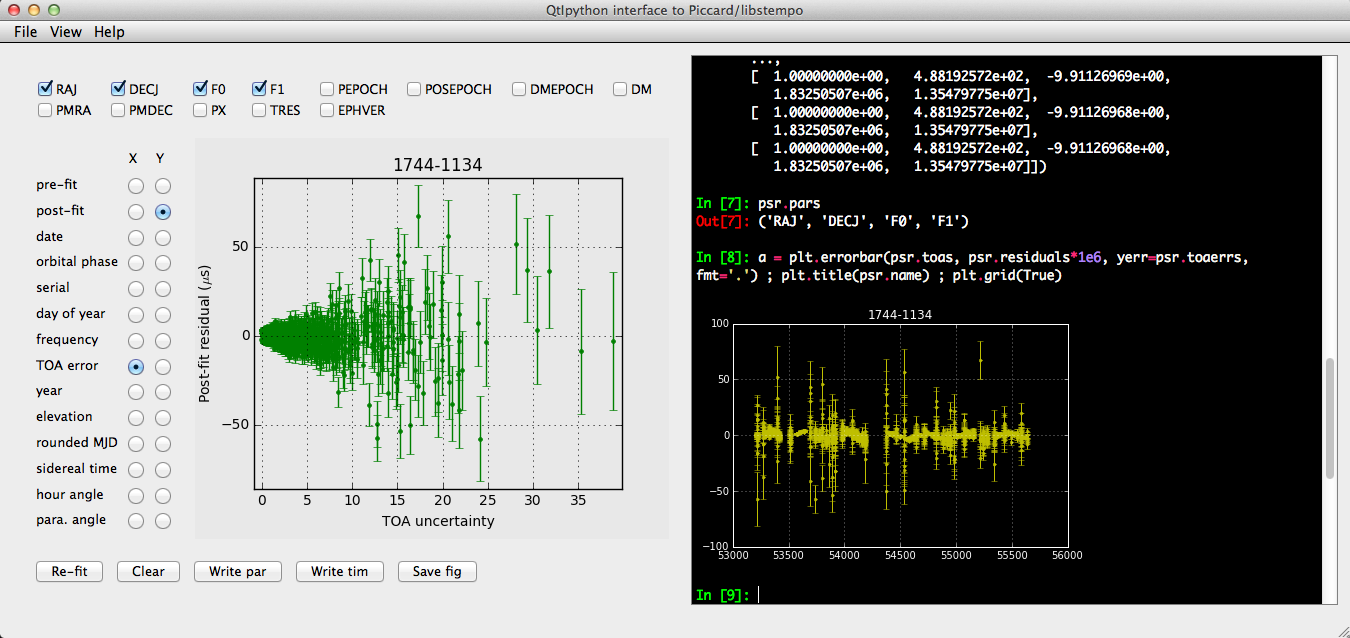 QtIpython interface to Piccard/libstempo
File View Help
RAJ DECJ F0 F1 PEPOCH POSEPOCH DMEPOCH DM
PMRA PMDEC PX TRES EPHVER
X Y
pre-fit
post-fit
date
orbital phase
serial
day of year
frequency
TOA error
year
elevation
rounded MJD
sidereal time
hour angle
para. angle
1744-1134
Post-fit residual (μs)
50
0
−50
0 5 10 15 20 25 30 35
TOA uncertainty
Re-fit Clear Write par Write tim Save fig
...,
[ 1.00000000e+00, 4.88192572e+02, -9.91126969e+00,
1.83250507e+06, 1.35479775e+07],
[ 1.00000000e+00, 4.88192572e+02, -9.91126969e+00,
1.83250507e+06, 1.35479775e+07],
[ 1.00000000e+00, 4.88192572e+02, -9.91126968e+00,
1.83250507e+06, 1.35479775e+07]])
In [7]: psr.pars
Out[7]: ('RAJ', 'DECJ', 'F0', 'F1')
In [8]: a = plt.errorbar(psr.toas, psr.residuals*1e6, yerr=psr.toaerrs,
fmt='.') ; plt.title(psr.name) ; plt.grid(True)
1744-1134
100
50
0
−50
−100
53000 53500 54000 54500 55000 55500 56000
In [9]: